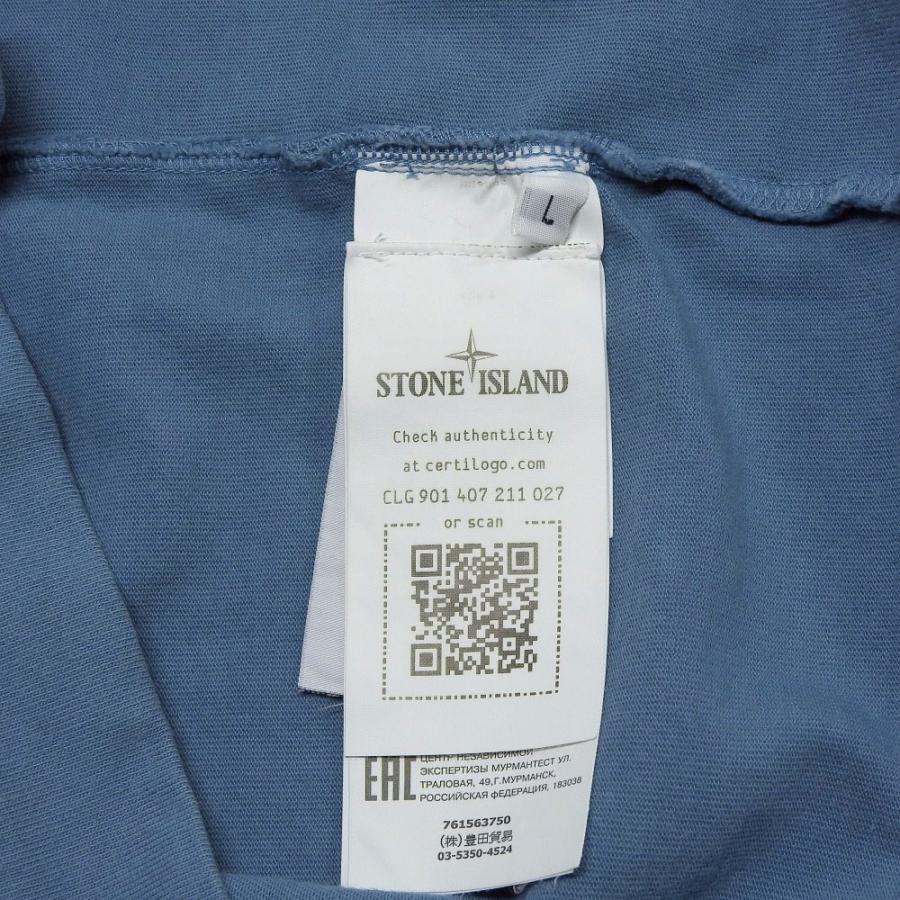 L
STONE ISLAND
Check authenticity
at certilogo.com
CLG 901 407 211 027
or scan
EAC
ЦЕНТР НЕЗАВИСИМОЙ
ЭКСПЕРТИЗЫ МУРМАНТЕСТ УЛ.
ТРАЛОВАЯ, 49,Г.МУРМАНСК,
РОССИЙСКАЯ ФЕДЕРАЦИЯ, 183038
761563750
(株)豊田貿易
03-5350-4524